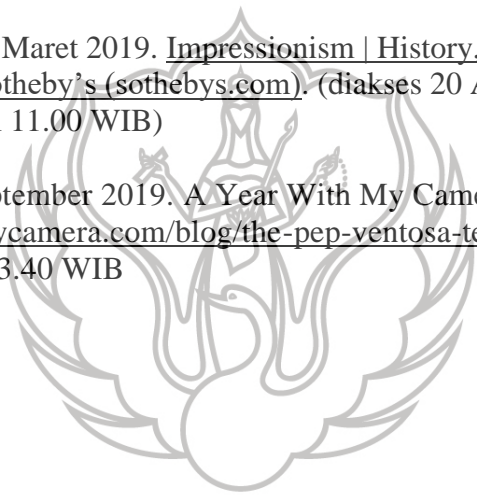 Maret 2019. Impressionism | History.
otheby's (sothebys.com). (diakses 20
11.00 WIB)
ptember 2019. A Year With My Came
ycamera.com/blog/the-pep-ventosa-te
3.40 WIB